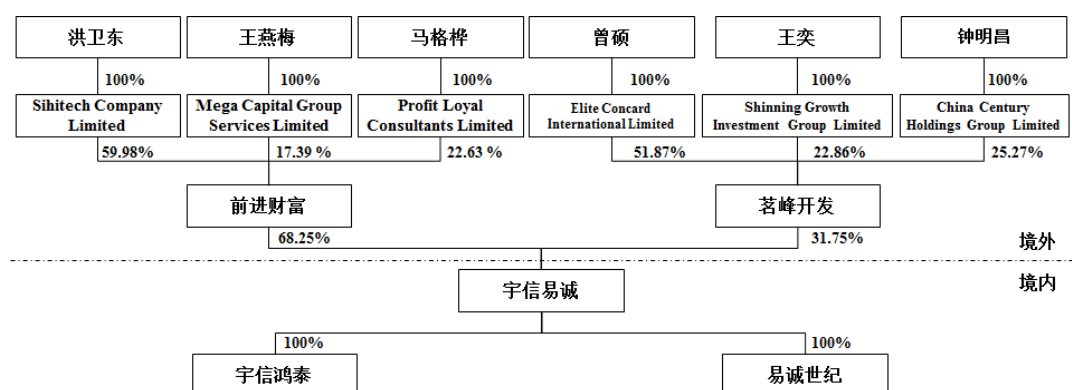 洪卫东 王燕梅 马格桦 曾硕 王奕 钟明昌
100% 100% 100% 100% 100% 100%
Sihitech Company Mega Capital Group Profit Loyal Elite Concard Shinning Growth China Century
Limited Services Limited Consultants Limited International Limited Investment Group Limited Holdings Group Limited
59.98% 17.39 % 22.63 % 51.87% 22.86% 25.27%
前进财富 茗峰开发
68.25% 31.75%
境外
境内
宇信易诚
100% 100%
宇信鸿泰 易诚世纪